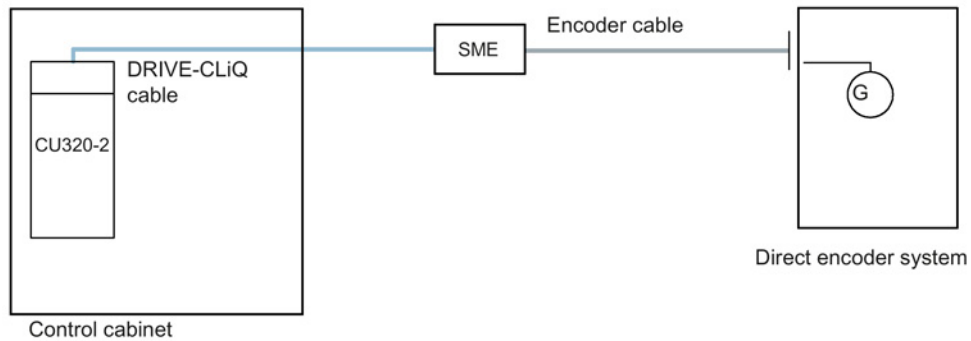 DRIVE-CLiQ
cable
CU320-2
SME
Encoder cable
G
Direct encoder system
Control cabinet